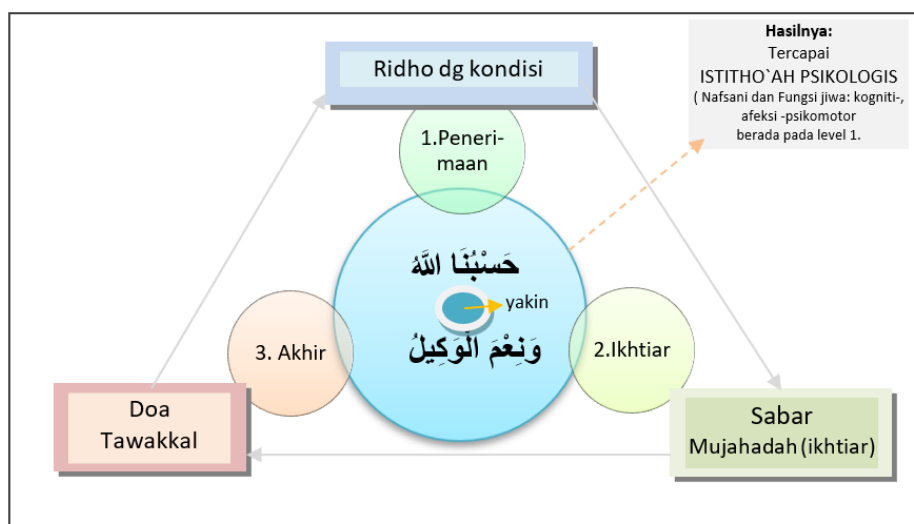 Ridho dg kondisi
Hasilnya:
Tercapai
ISTITHO`AH PSIKOLOGIS
( Nafsani dan Fungsi jiwa: kogniti-,
afeksi -psikomotor
berada pada level 1.
1.Peneri-
maan
حَسْبُنَا اللَّهُ
yakin
وَنِعْمَ الْوَكِيلُ
3. Akhir
2.Ikhtiar
Doa
Tawakkal
Sabar
Mujahadah (ikhtiar)